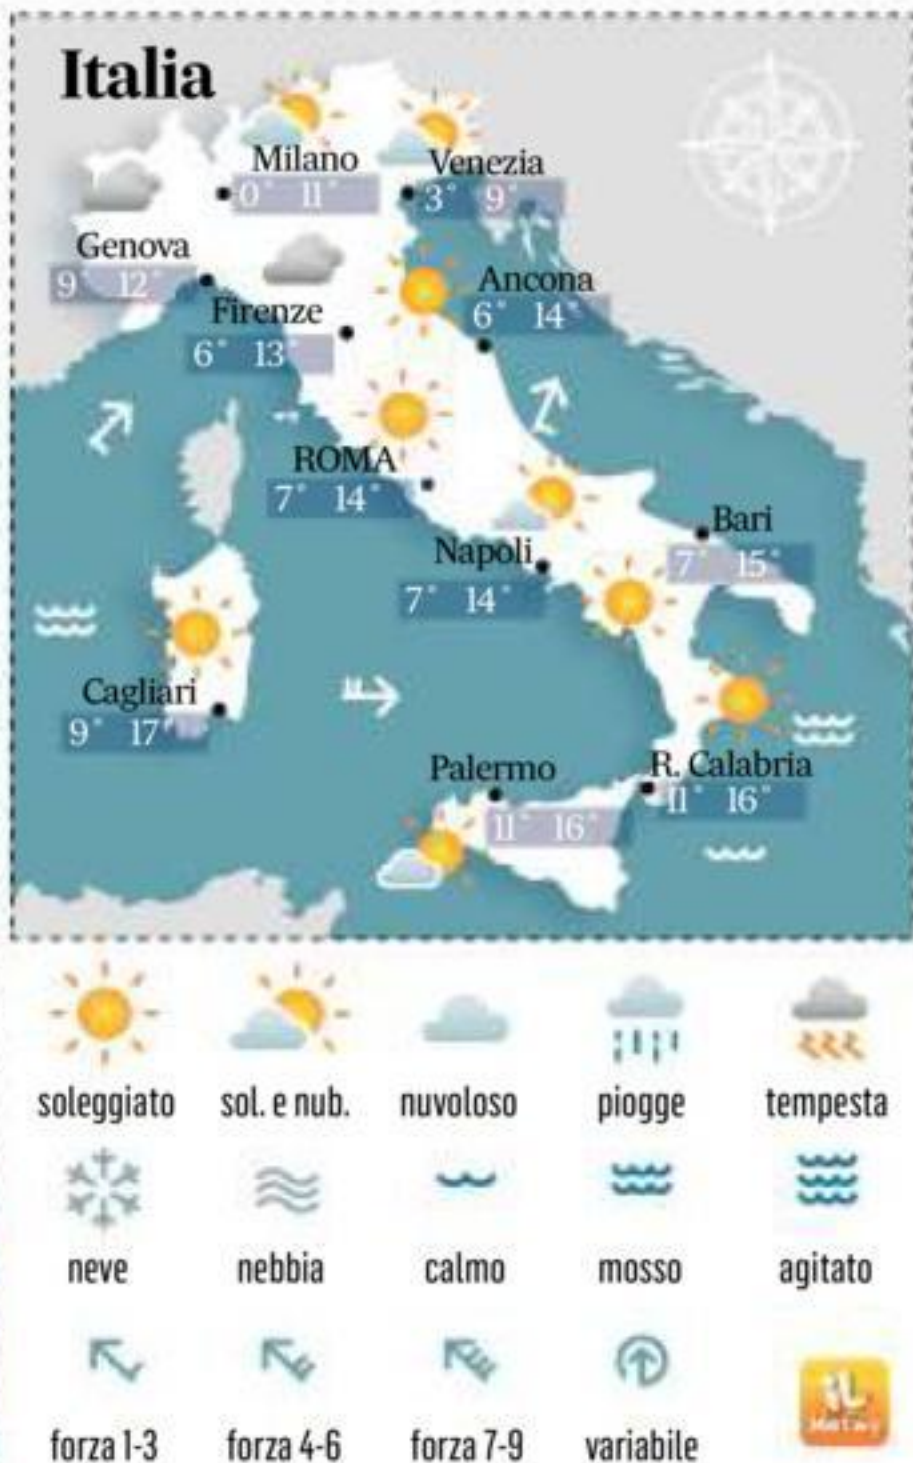 Italia
Milano
0° 11°
Venezia
3° 9°
Genova
9° 12°
Ancona
6° 14°
Firenze
6° 13°
ROMA
7° 14°
Bari
7° 15°
Napoli
7° 14°
Cagliari
9° 17°
Palermo
11° 16°
R. Calabria
11° 16°
soleggiato sol. e nub. nuvoloso piogge tempesta
neve nebbia calmo mosso agitato
forza 1-3 forza 4-6 forza 7-9 variabile
iL